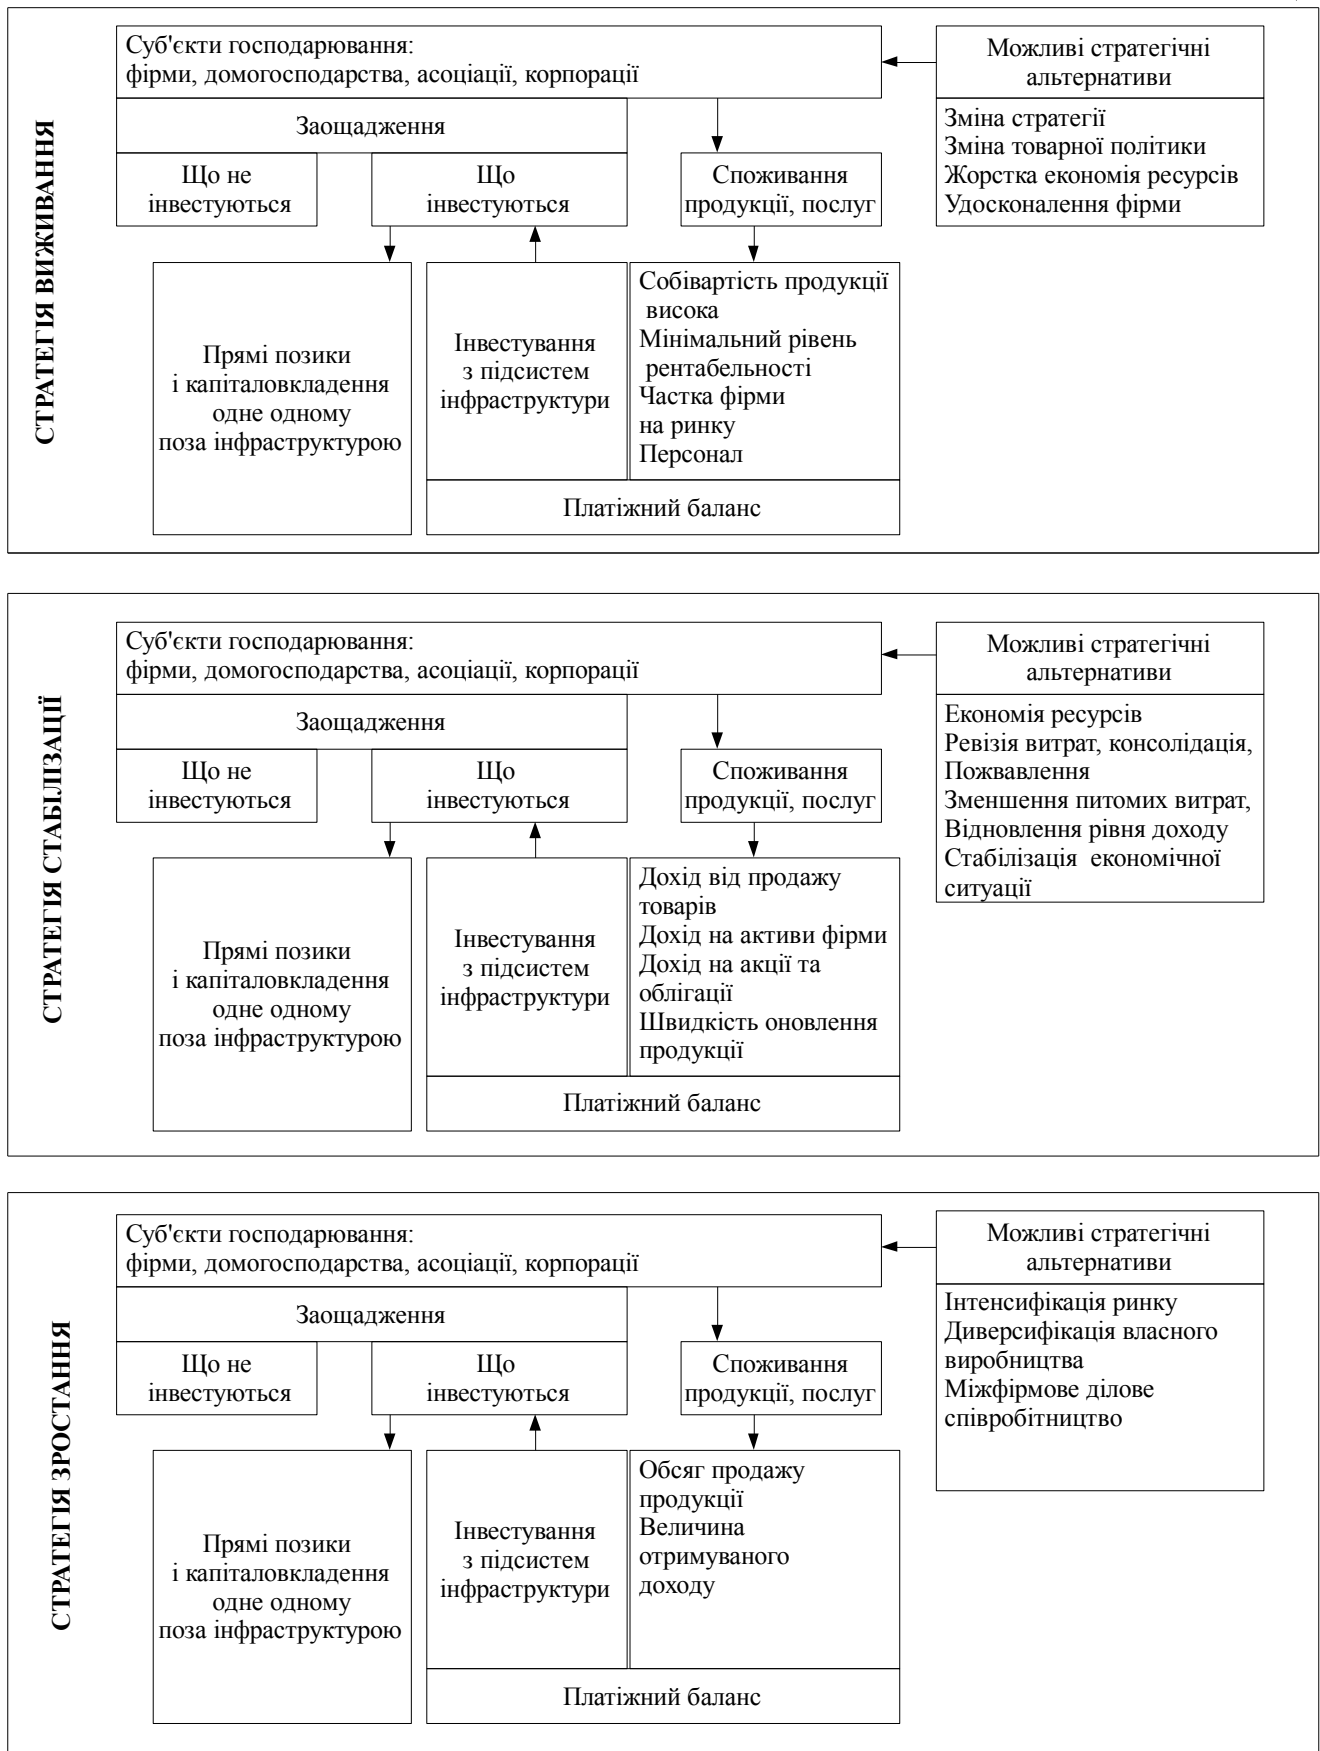 СТРАТЕГІЯ ВИЖИВАННЯ
Суб'єкти господарювання:
фірми, домогосподарства, асоціації, корпорації
Можливі стратегічні
альтернативи
Заощадження
Що не
інвестуються
Що
інвестуються
Споживання
продукції, послуг
Зміна стратегії
Зміна товарної політики
Жорстка економія ресурсів
Удосконалення фірми
Прямі позики
і капіталовкладення
одне одному
поза інфраструктурою
Інвестування
з підсистем
інфраструктури
Собівартість продукції
висока
Мінімальний рівень
рентабельності
Частка фірми
на ринку
Персонал
Платіжний баланс
СТРАТЕГІЯ СТАБІЛІЗАЦІЇ
Суб'єкти господарювання:
фірми, домогосподарства, асоціації, корпорації
Можливі стратегічні
альтернативи
Заощадження
Що не
інвестуються
Що
інвестуються
Споживання
продукції, послуг
Економія ресурсів
Ревізія витрат, консолідація,
Пожвавлення
Зменшення питомих витрат,
Відновлення рівня доходу
Стабілізація економічної
ситуації
Прямі позики
і капіталовкладення
одне одному
поза інфраструктурою
Інвестування
з підсистем
інфраструктури
Дохід від продажу
товарів
Дохід на активи фірми
Дохід на акції та
облігації
Швидкість оновлення
продукції
Платіжний баланс
СТРАТЕГІЯ ЗРОСТАННЯ
Суб'єкти господарювання:
фірми, домогосподарства, асоціації, корпорації
Можливі стратегічні
альтернативи
Заощадження
Що не
інвестуються
Що
інвестуються
Споживання
продукції, послуг
Інтенсифікація ринку
Диверсифікація власного
виробництва
Міжфірмове ділове
співробітництво
Прямі позики
і капіталовкладення
одне одному
поза інфраструктурою
Інвестування
з підсистем
інфраструктури
Обсяг продажу
продукції
Величина
отримуваного
доходу
Платіжний баланс